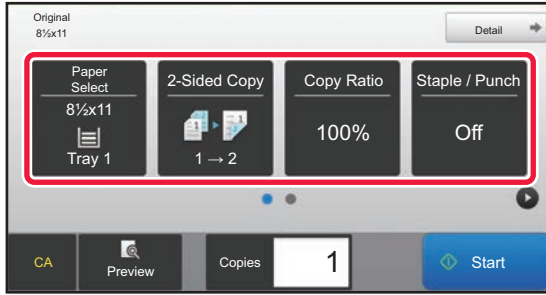 Original
8½x11
Detail
Paper
Select
8½x11
Tray 1
2-Sided Copy
1 → 2
Copy Ratio
100%
Staple / Punch
Off
CA
Preview
Copies
1
Start